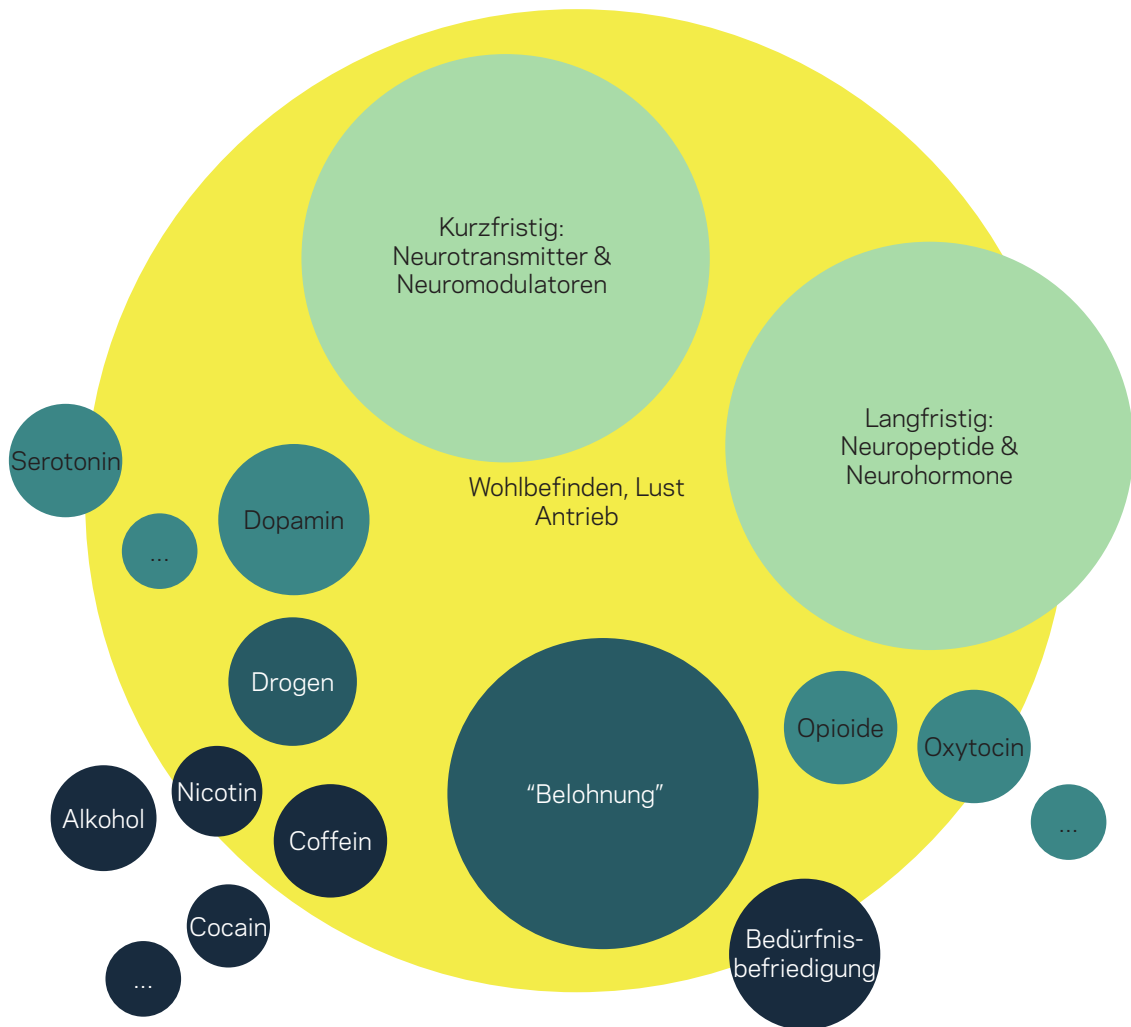 Kurzfristig:
Neurotransmitter &
Neuromodulatoren
Langfristig:
Neuropeptide &
Neurohormone
Wohlbefinden, Lust
Antrieb
Serotonin
...
Dopamin
Drogen
Nicotin
Alkohol
Coffein
Cocain
...
“Belohnung”
Opioide
Oxytocin
...
Bedürfnis-
befriedigung